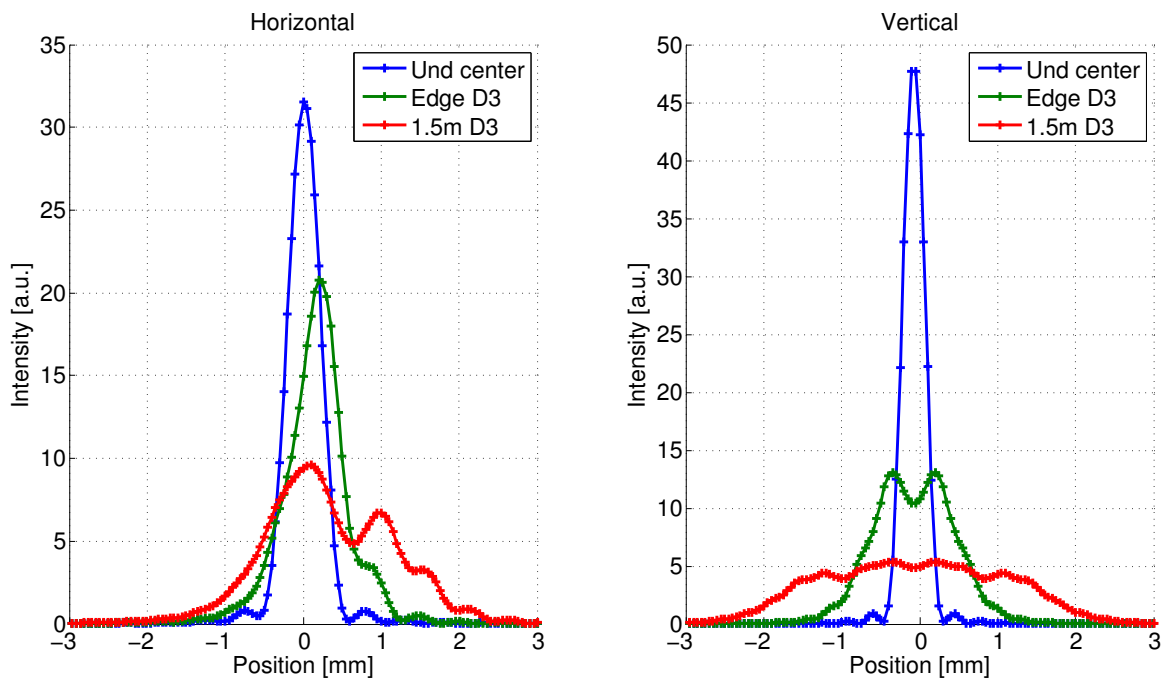 Horizontal
35
30
25
20
15
10
5
0
Intensity [a.u.]
Und center
Edge D3
1.5m D3
−3 −2 −1 0 1 2 3
Position [mm]
Vertical
50
45
40
35
30
25
20
15
10
5
0
Intensity [a.u.]
Und center
Edge D3
1.5m D3
−3 −2 −1 0 1 2 3
Position [mm]